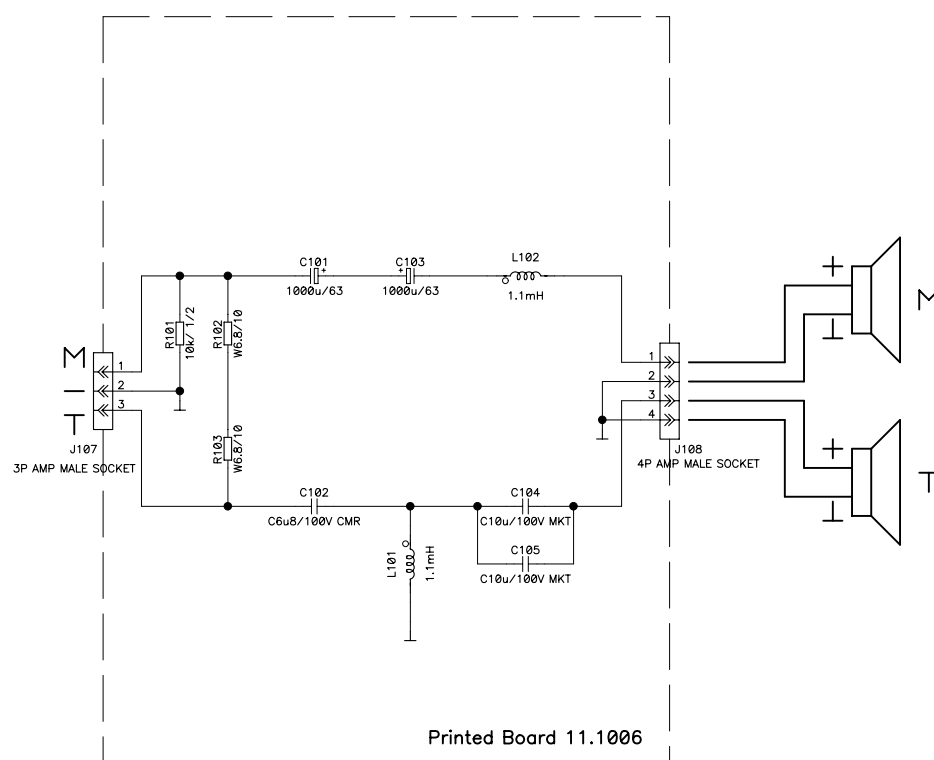 C101
+
1000u/63
C103
+
1000u/63
L102
1.1mH
R101
10k/1/2
R102
W6.8/10
R103
W6.8/10
M
I
T
1
2
3
J107
3P AMP MALE SOCKET
1
2
3
4
J108
4P AMP MALE SOCKET
+
M
+
T
C102
C6u8/100V CMR
C104
C10u/100V MKT
C105
C10u/100V MKT
L101
1.1mH
Printed Board 11.1006